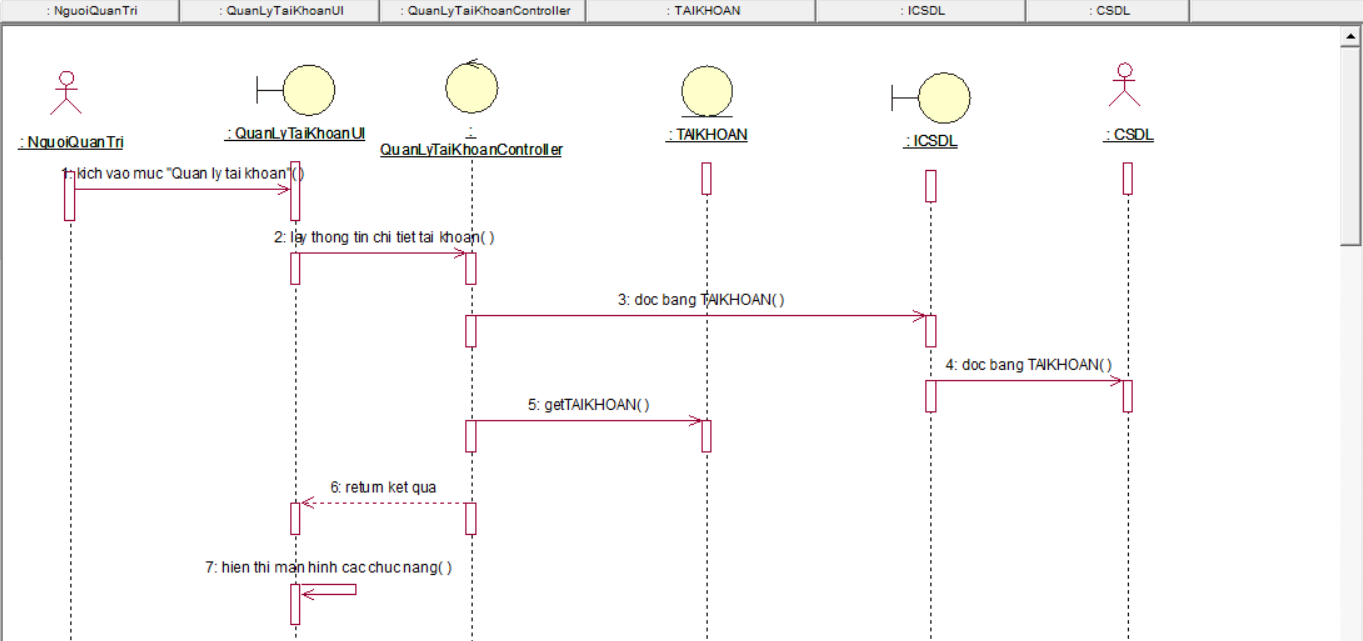 : NguoiQuanTri : QuanLyTaiKhoanUI : QuanLyTaiKhoanController : TAIKHOAN : ICSDL : CSDL
: NguoiQuanTri
: QuanLyTaiKhoanUI
:
QuanLyTaiKhoanController
: TAIKHOAN
: ICSDL
: CSDL
1: kich vao muc "Quan ly tai khoan"()
2: lay thong tin chi tiet tai khoan( )
3: doc bang TAIKHOAN( )
4: doc bang TAIKHOAN( )
5: getTAIKHOAN( )
6: return ket qua
7: hien thi man hinh cac chuc nang( )